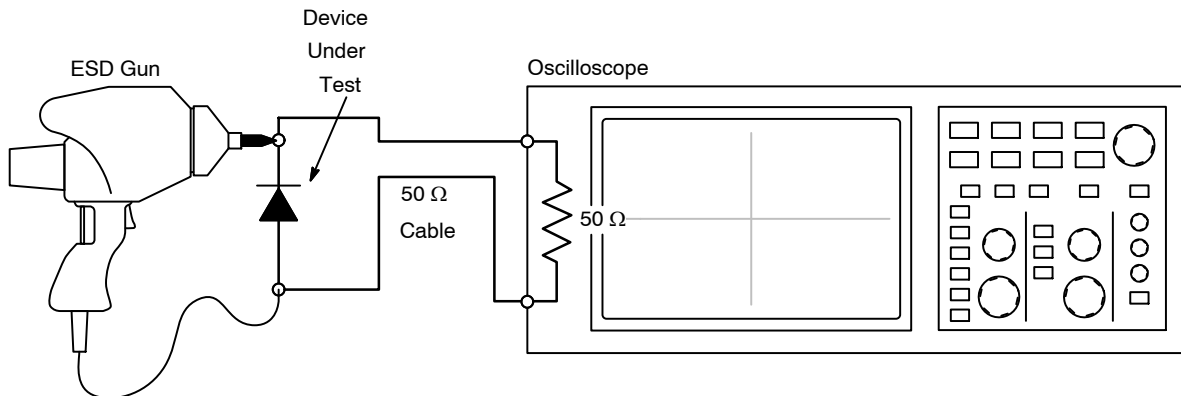 Device
Under
Test
ESD Gun
Oscilloscope
50 Ω
Cable
50 Ω